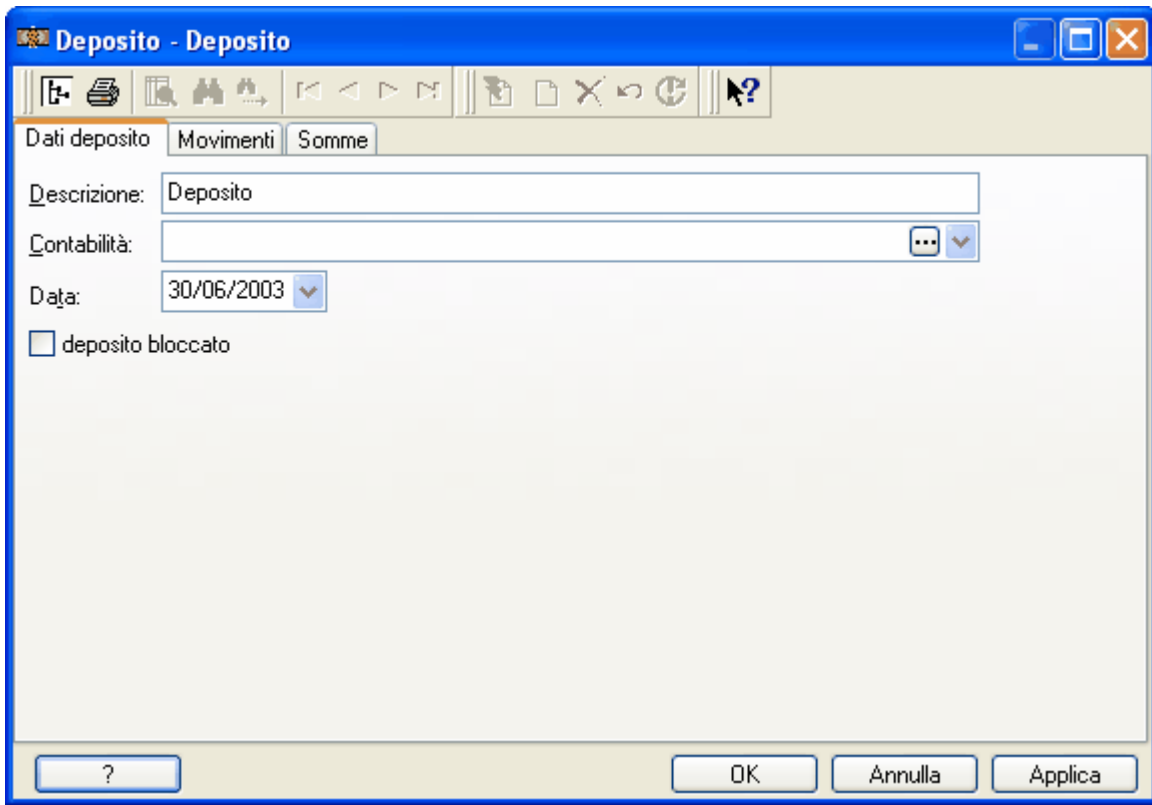 Deposito - Deposito
Dati deposito Movimenti Somme
Descrizione: Deposito
Contabilità:
Data: 30/06/2003
deposito bloccato
? OK Annulla Applica